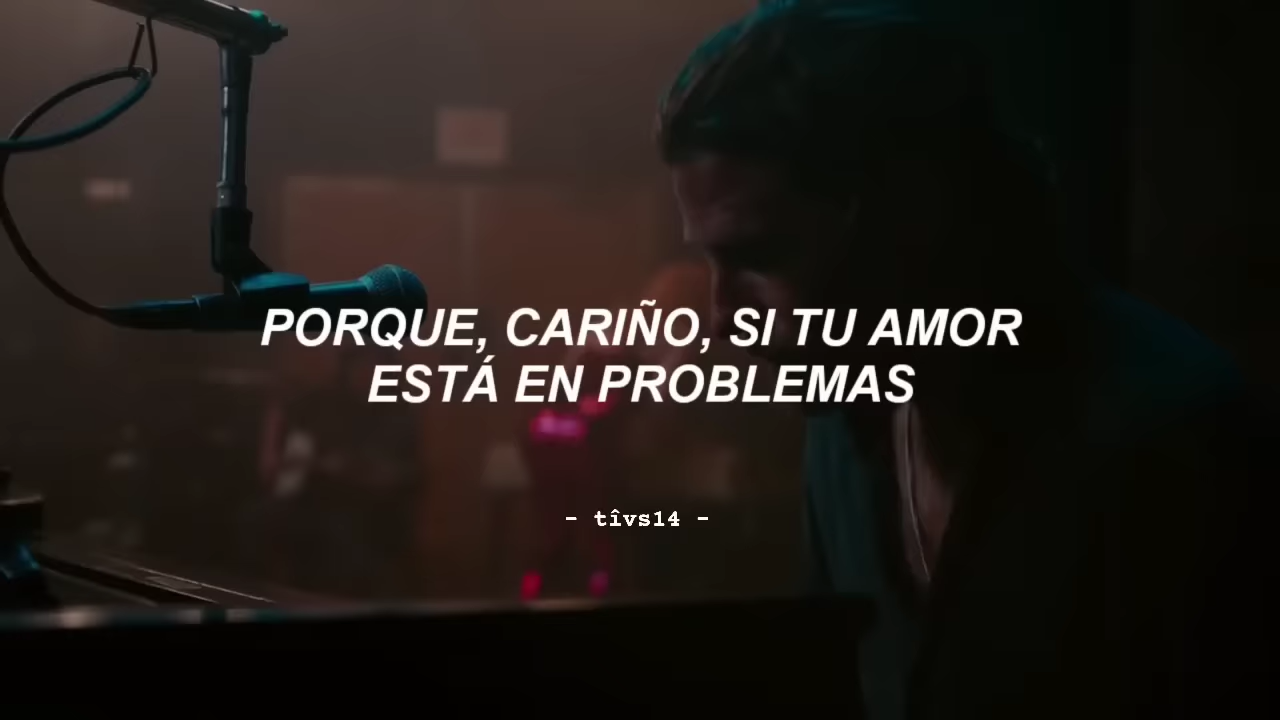 PORQUE, CARIÑO, SI TU AMOR
ESTÁ EN PROBLEMAS
- tîvs14 -